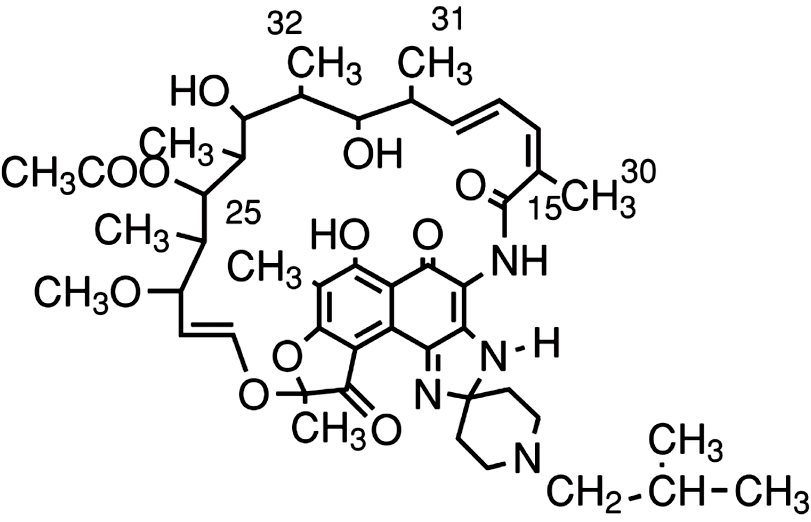 32 31
HO CH₃ CH₃
CH₃ OH
CH₃COO O 15 CH₃ 30
25
CH₃ HO O NH
CH₃O CH₃
O N-H
O N
CH₃ O N
CH₃
CH₂ CH CH₃